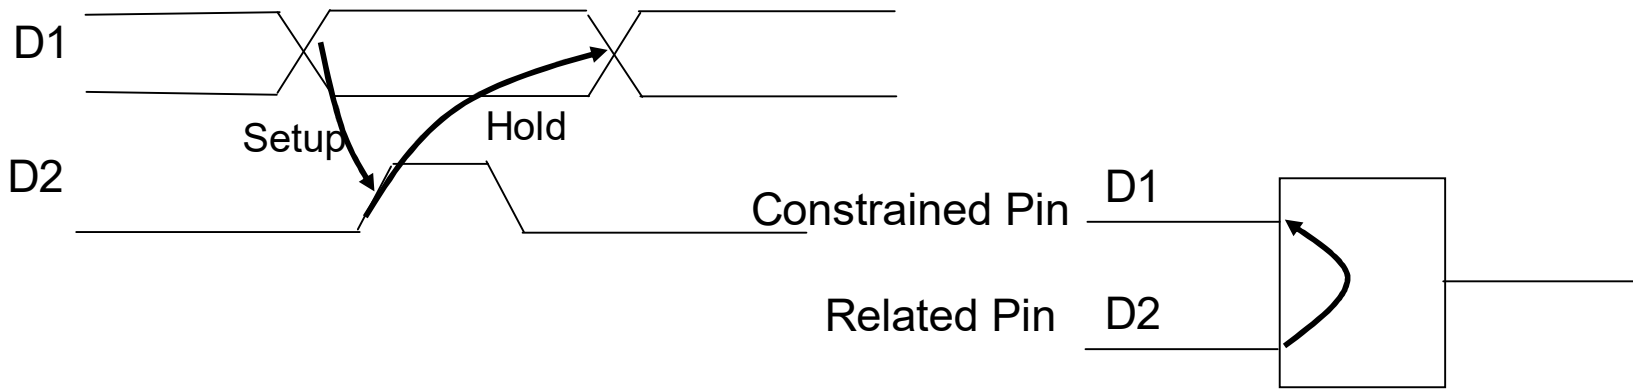 D1
Setup
Hold
D2
Constrained Pin
D1
Related Pin
D2